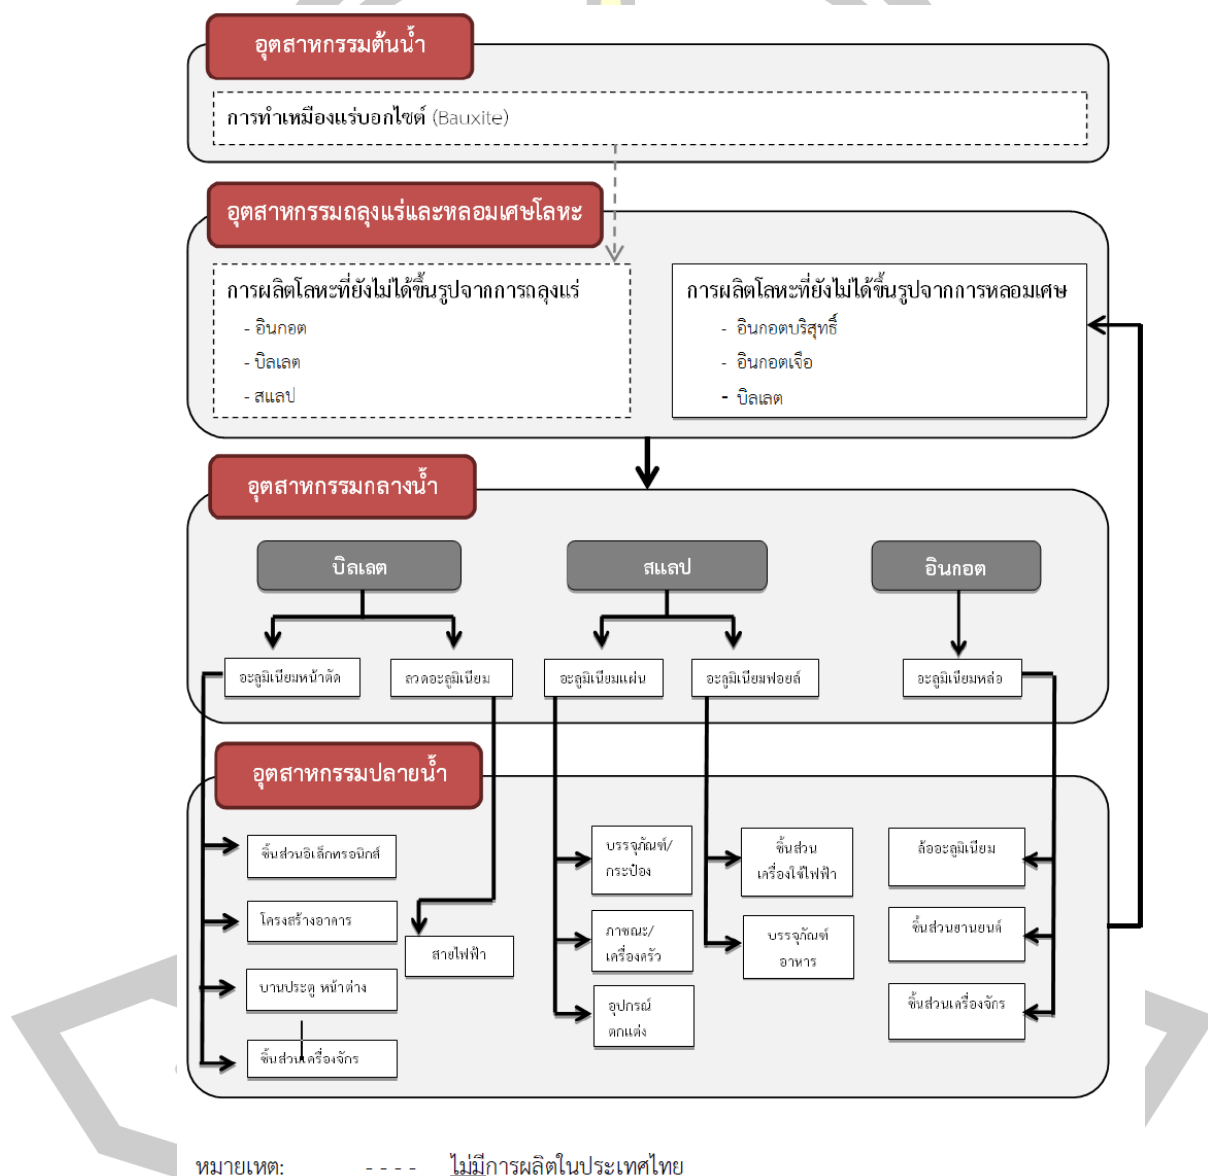 อุตสาหกรรมต้นน้ำ
การทำเหมืองแร่บอกไซต์ (Bauxite)
อุตสาหกรรมถลุงแร่และหลอมเศษโลหะ
การผลิตโลหะที่ยังไม่ได้ขึ้นรูปจากการถลุงแร่
- อินกอต
- บิลเลต
- สแลป
การผลิตโลหะที่ยังไม่ได้ขึ้นรูปจากการหลอมเศษ
- อินกอตบริสุทธิ์
- อินกอตเจือ
- บิลเลต
อุตสาหกรรมกลางน้ำ
บิลเลต
สแลป
อินกอต
อะลูมิเนียมหน้าตัด
ลวดอะลูมิเนียม
อะลูมิเนียมแผ่น
อะลูมิเนียมฟอยล์
อะลูมิเนียมหล่อ
อุตสาหกรรมปลายน้ำ
ชิ้นส่วนอิเล็กทรอนิกส์
โครงสร้างอาคาร
บานประตู หน้าต่าง
ชิ้นส่วนเครื่องจักร
สายไฟฟ้า
บรรจุภัณฑ์/
กระป๋อง
ภาชนะ/
เครื่องครัว
อุปกรณ์
ตกแต่ง
ชิ้นส่วน
เครื่องใช้ไฟฟ้า
บรรจุภัณฑ์
อาหาร
ล้ออะลูมิเนียม
ชิ้นส่วนยานยนต์
ชิ้นส่วนเครื่องจักร
หมายเหตุ: - - - - ไม่มีการผลิตในประเทศไทย